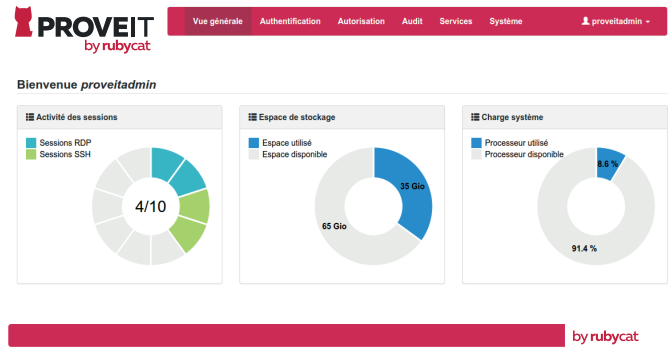 PROVEIT
by rubycat
Vue générale Authentification Autorisation Audit Services Système proveitadmin
Bienvenue proveitadmin
Activité des sessions
Sessions RDP
Sessions SSH
4/10
Espace de stockage
Espace utilisé
Espace disponible
35 Gio
65 Gio
Charge système
Processeur utilisé
Processeur disponible
8.6 %
91.4 %
by rubycat